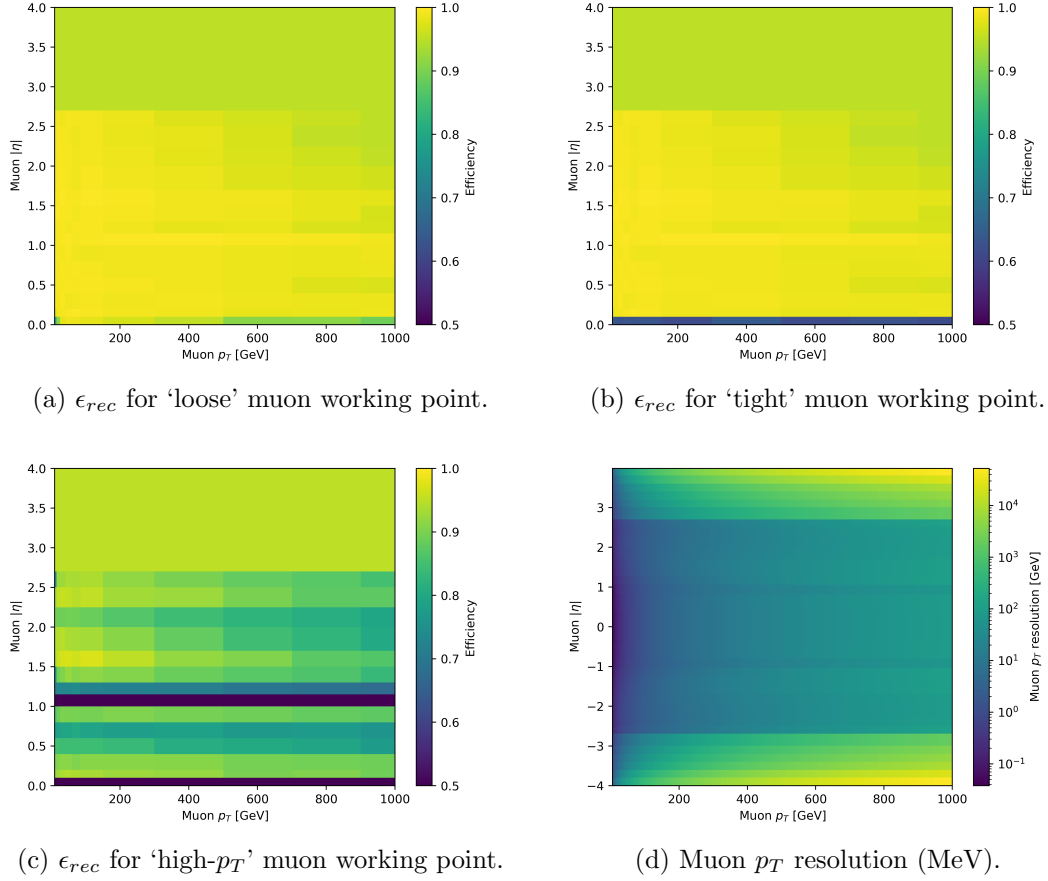 4.0
3.5
3.0
2.5
2.0
1.5
1.0
0.5
0.0
Muon |η|
200 400 600 800 1000
Muon p_T [GeV]
1.0
0.9
0.8
0.7
0.6
0.5
Efficiency
(a) ϵ_rec for ‘loose’ muon working point.
4.0
3.5
3.0
2.5
2.0
1.5
1.0
0.5
0.0
Muon |η|
200 400 600 800 1000
Muon p_T [GeV]
1.0
0.9
0.8
0.7
0.6
0.5
Efficiency
(b) ϵ_rec for ‘tight’ muon working point.
4.0
3.5
3.0
2.5
2.0
1.5
1.0
0.5
0.0
Muon |η|
200 400 600 800 1000
Muon p_T [GeV]
1.0
0.9
0.8
0.7
0.6
0.5
Efficiency
(c) ϵ_rec for ‘high-p_T’ muon working point.
3
2
1
0
−1
−2
−3
−4
Muon |η|
200 400 600 800 1000
Muon p_T [GeV]
10^4
10^3
10^2
10^1
10^0
10^−1
Muon p_T resolution [GeV]
(d) Muon p_T resolution (MeV).